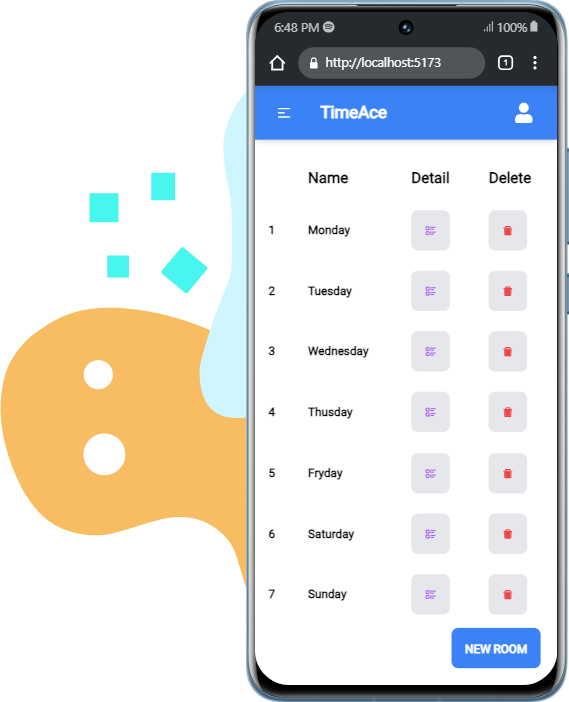 6:48 PM 100%
http://localhost:5173 1
TimeAce
Name Detail Delete
1 Monday
2 Tuesday
3 Wednesday
4 Thusday
5 Fryday
6 Saturday
7 Sunday
NEW ROOM